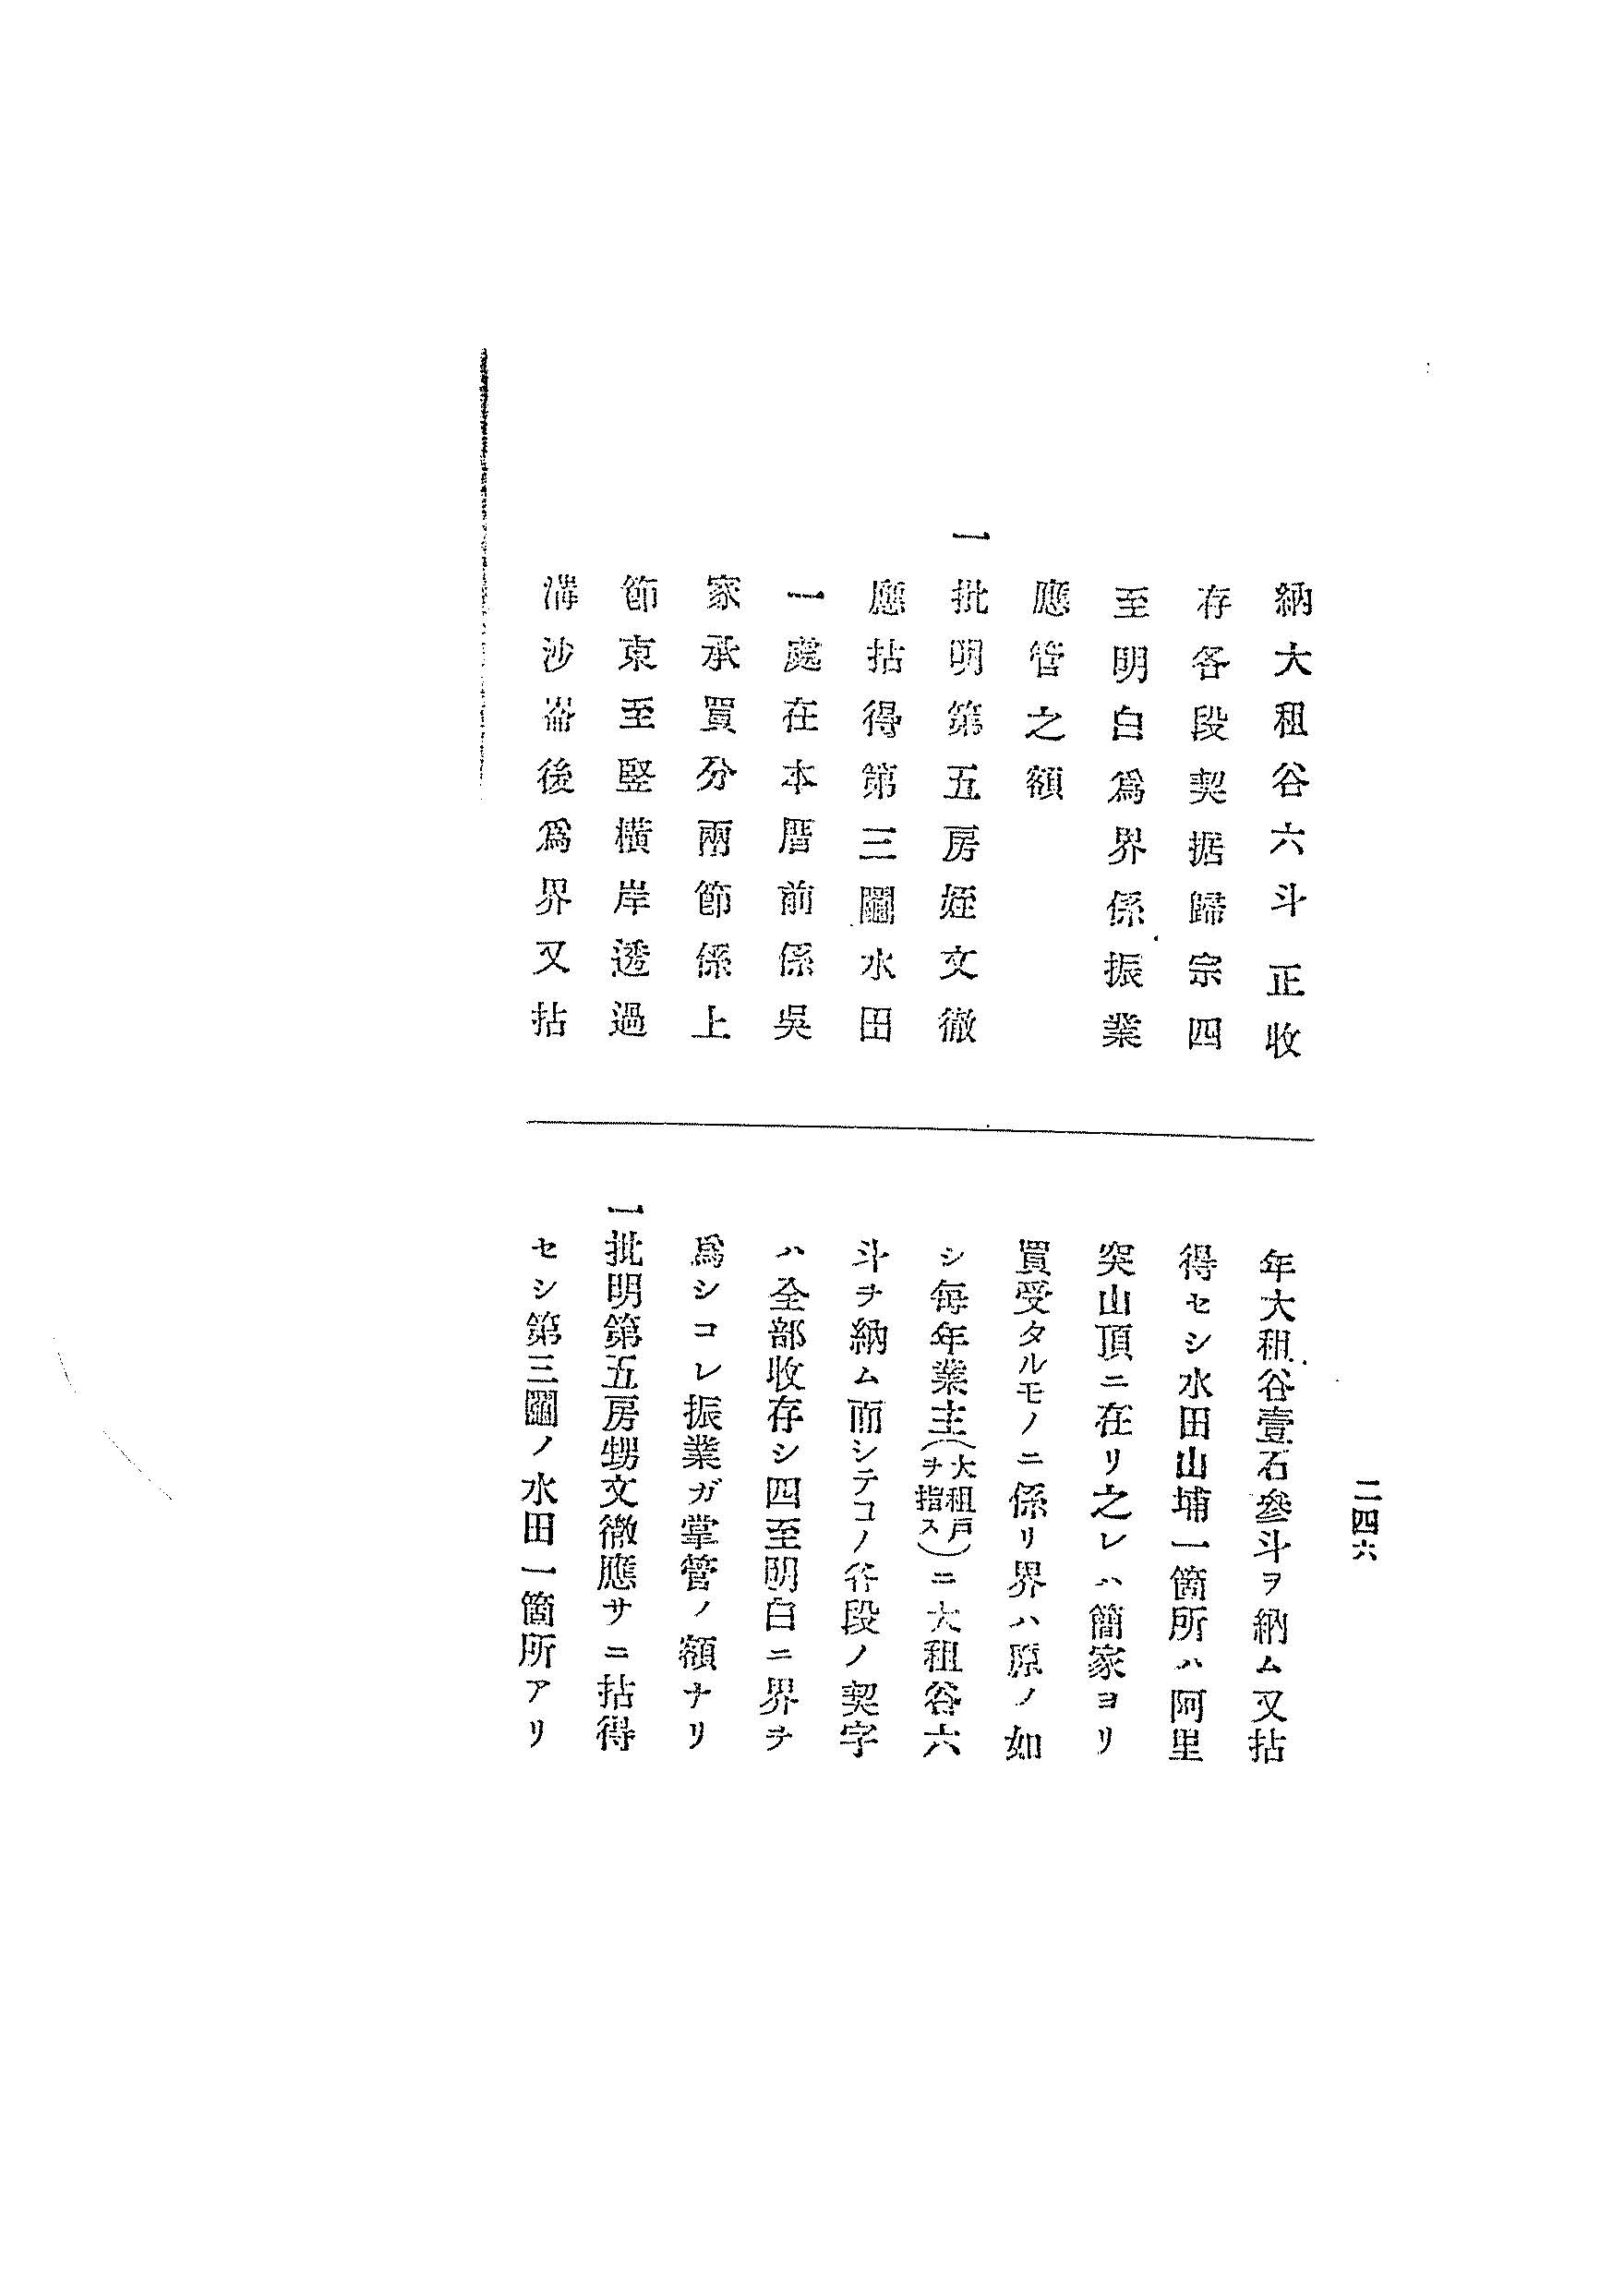 納大租谷六斗正收
存各段契据歸宗四
至明白爲界係振業
應管之額
一批明第五房姪文徽
應拈得第三鬮水田
一處在本厝前係吳
家承買分兩節係上
節東至竪橫岸透過
溝沙崙後爲界又拈
二四六
年大租谷壹石參斗ヲ納ム又拈
得セシ水田山埔一箇所ハ阿里
突山頂ニ在リ之レハ簡家ヨリ
買受タルモノニ係リ界ハ原ノ如
シ每年業主(大租戶ヲ指ス)ニ大租谷六
斗ヲ納ム而シテコノ各段ノ契字
ハ全部收存シ四至明白ニ界ヲ
爲シコレ振業ガ掌管ノ額ナリ
一批明第五房甥文徽應サニ拈得
セシ第三鬮ノ水田一箇所アリ